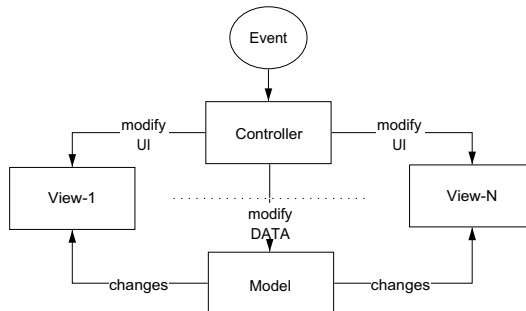 Event
modify
UI
Controller
modify
UI
View-1
View-N
modify
DATA
changes
Model
changes